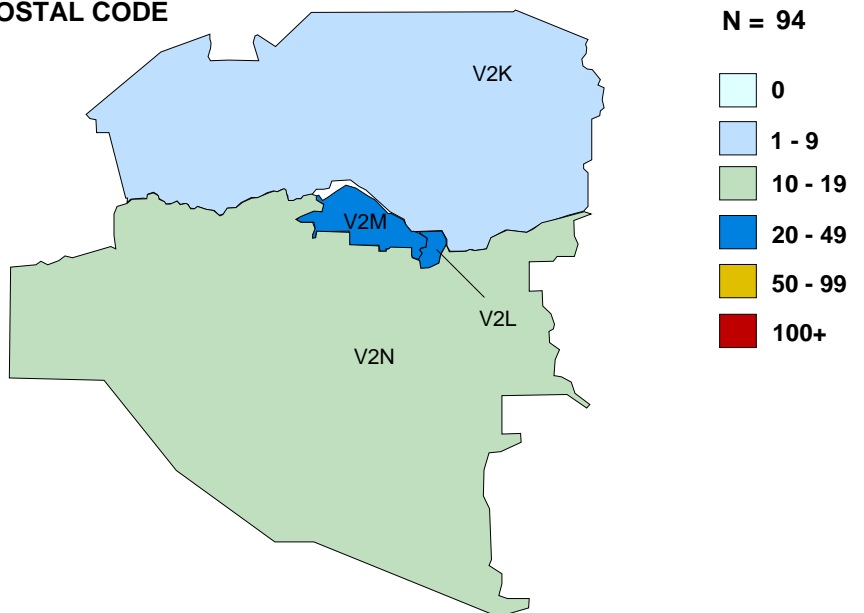 OSTAL CODE
N = 94
V2K
0
1 - 9
10 - 19
V2M
20 - 49
50 - 99
V2L
100+
V2N